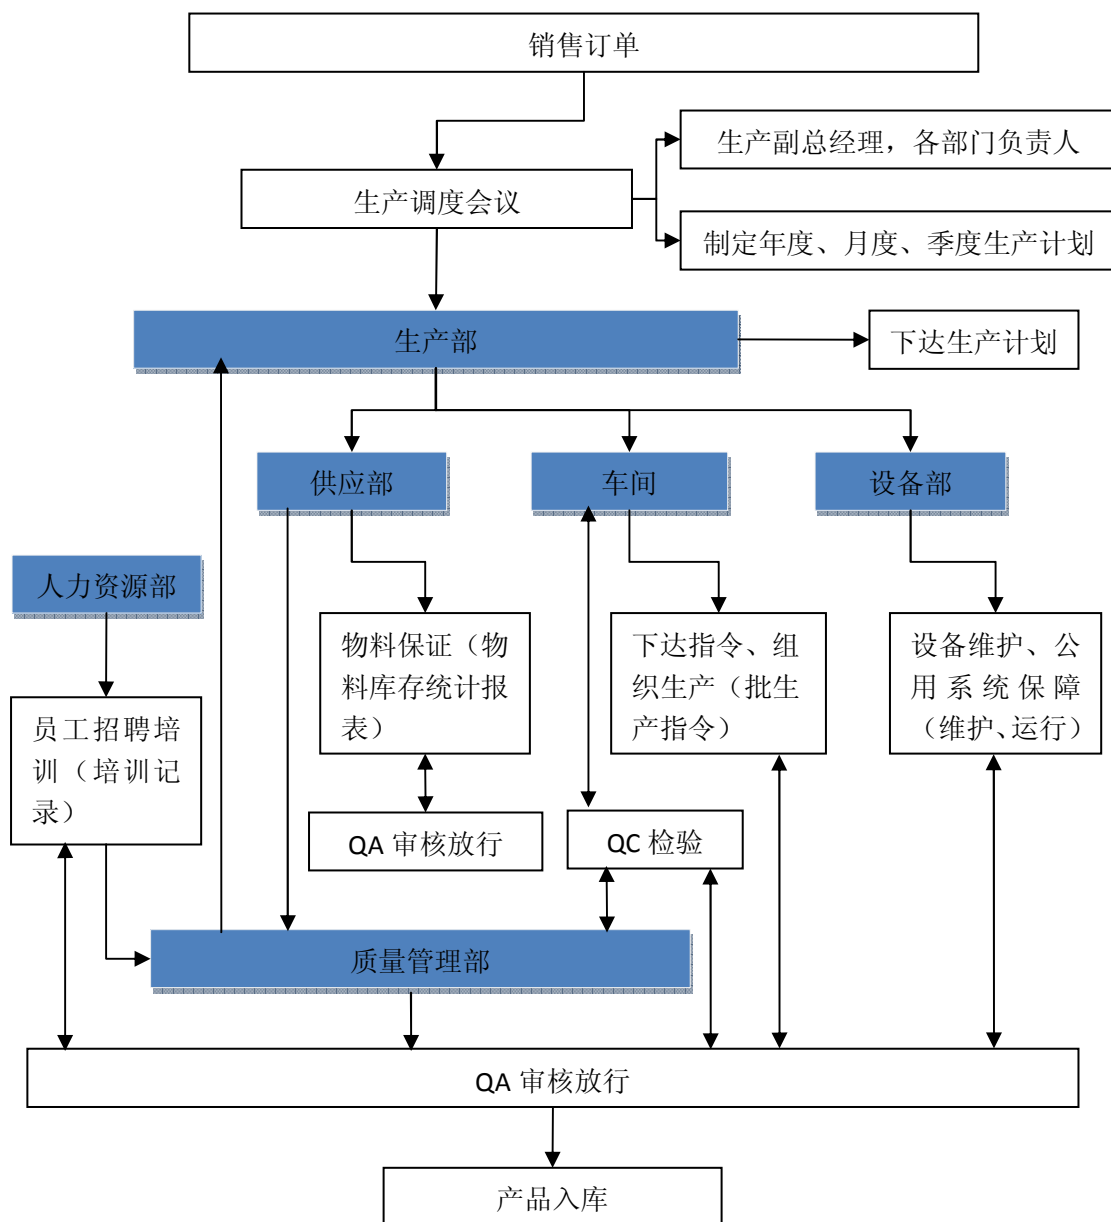 销售订单
生产副总经理，各部门负责人
生产调度会议
制定年度、月度、季度生产计划
生产部
下达生产计划
供应部
车间
设备部
人力资源部
物料保证（物
料库存统计报
表）
下达指令、组
织生产（批生
产指令）
设备维护、公
用系统保障
（维护、运行）
员工招聘培
训（培训记
录）
QA 审核放行
QC 检验
质量管理部
QA 审核放行
产品入库